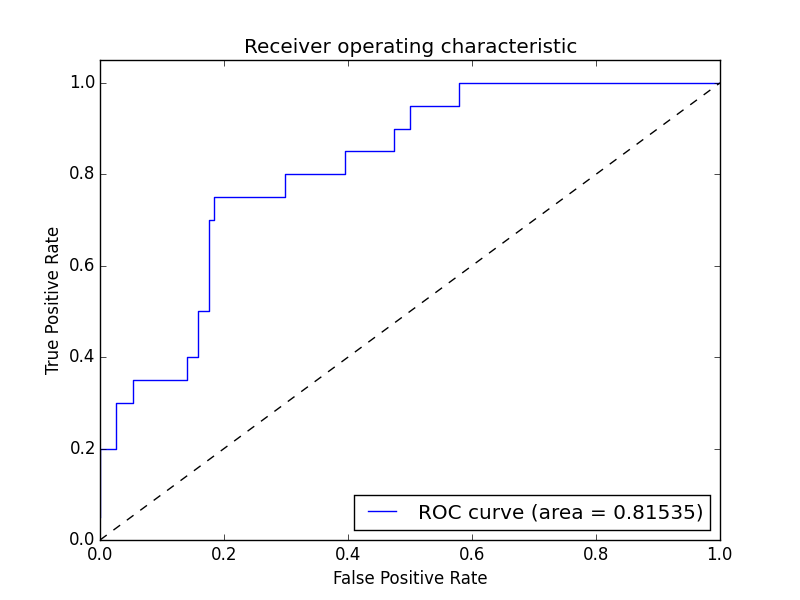 Receiver operating characteristic
1.0
0.8
0.6
0.4
0.2
0.0
True Positive Rate
ROC curve (area = 0.81535)
0.0 0.2 0.4 0.6 0.8 1.0
False Positive Rate